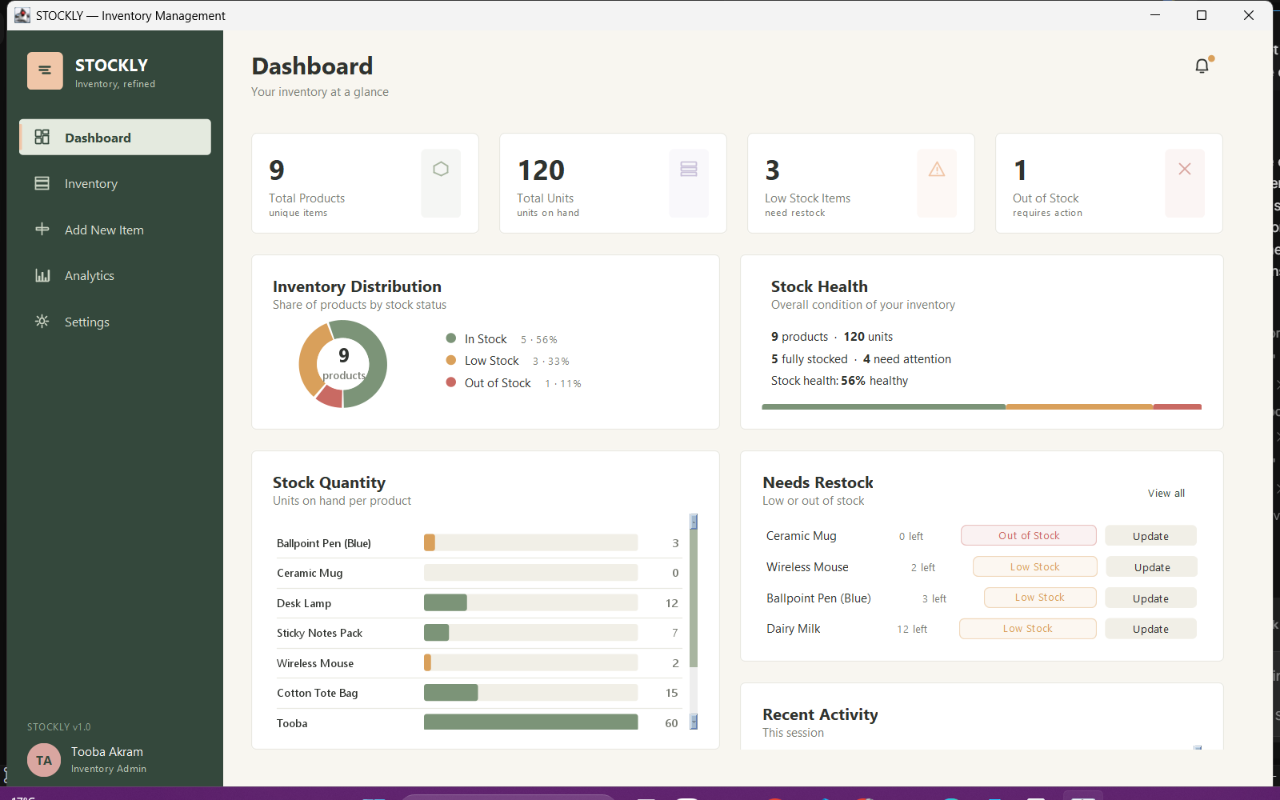 STOCKLY — Inventory Management
STOCKLY
Inventory, refined
Dashboard
Inventory
Add New Item
Analytics
Settings
STOCKLY v1.0
TA
Tooba Akram
Inventory Admin
Dashboard
Your inventory at a glance
9
Total Products
unique items
120
Total Units
units on hand
3
Low Stock Items
need restock
1
Out of Stock
requires action
Inventory Distribution
Share of products by stock status
9
products
In Stock 5 · 56%
Low Stock 3 · 33%
Out of Stock 1 · 11%
Stock Health
Overall condition of your inventory
9 products · 120 units
5 fully stocked · 4 need attention
Stock health: 56% healthy
Stock Quantity
Units on hand per product
Ballpoint Pen (Blue) 3
Ceramic Mug 0
Desk Lamp 12
Sticky Notes Pack 7
Wireless Mouse 2
Cotton Tote Bag 15
Tooba 60
Needs Restock
Low or out of stock
View all
Ceramic Mug 0 left Out of Stock Update
Wireless Mouse 2 left Low Stock Update
Ballpoint Pen (Blue) 3 left Low Stock Update
Dairy Milk 12 left Low Stock Update
Recent Activity
This session